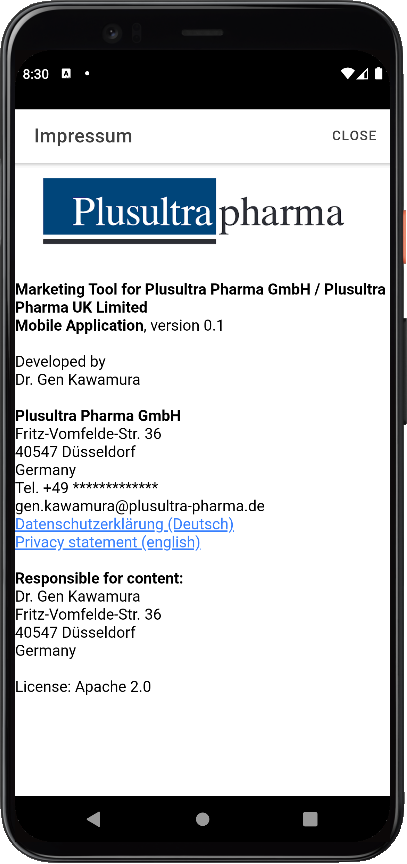 8:30
Impressum
CLOSE
Plusultra pharma
Marketing Tool for Plusultra Pharma GmbH / Plusultra
Pharma UK Limited
Mobile Application, version 0.1
Developed by
Dr. Gen Kawamura
Plusultra Pharma GmbH
Fritz-Vomfelde-Str. 36
40547 Düsseldorf
Germany
Tel. +49 *************
gen.kawamura@plusultra-pharma.de
Datenschutzerklärung (Deutsch)
Privacy statement (english)
Responsible for content:
Dr. Gen Kawamura
Fritz-Vomfelde-Str. 36
40547 Düsseldorf
Germany
License: Apache 2.0